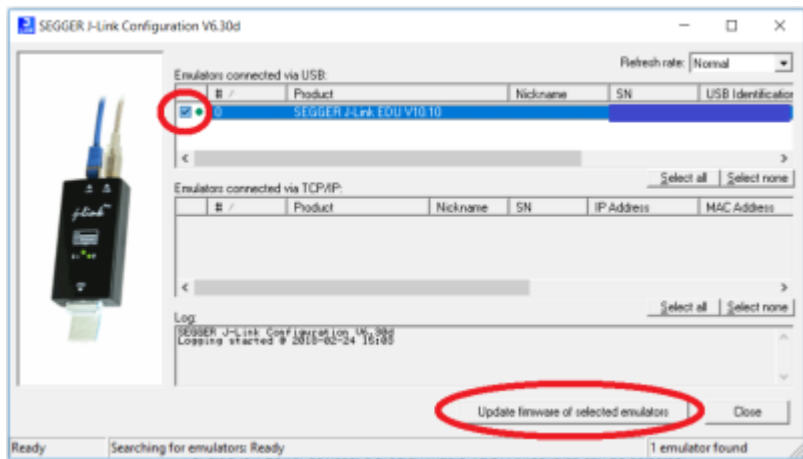 SEGGER J-Link Configuration V6.30d
Refresh rate: Normal
Emulators connected via USB:
# / Product Nickname SN USB Identification
0 SEGGER J-Link EDU V10.10
Select all Select none
Emulators connected via TCP/IP:
# / Product Nickname SN IP Address MAC Address
Select all Select none
J-Link
Log:
SEGGER J-Link Configuration V6.30d
Logging started @ 2018-02-24 15:08
Update firmware of selected emulators Close
Ready Searching for emulators: Ready 1 emulator found